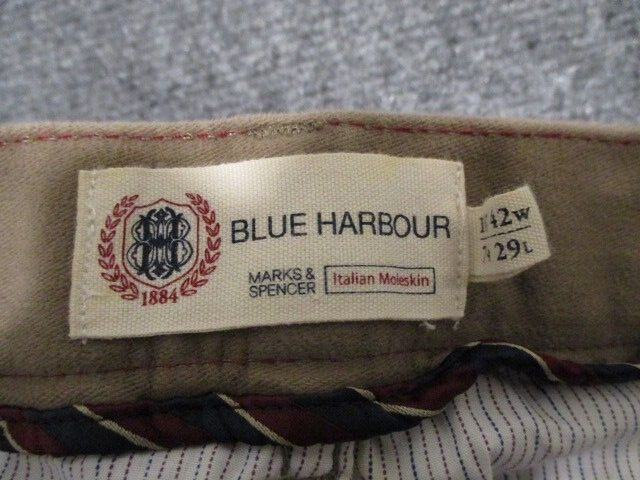 BLUE HARBOUR
MARKS &
SPENCER
Italian Moleskin
1884
42W
29L